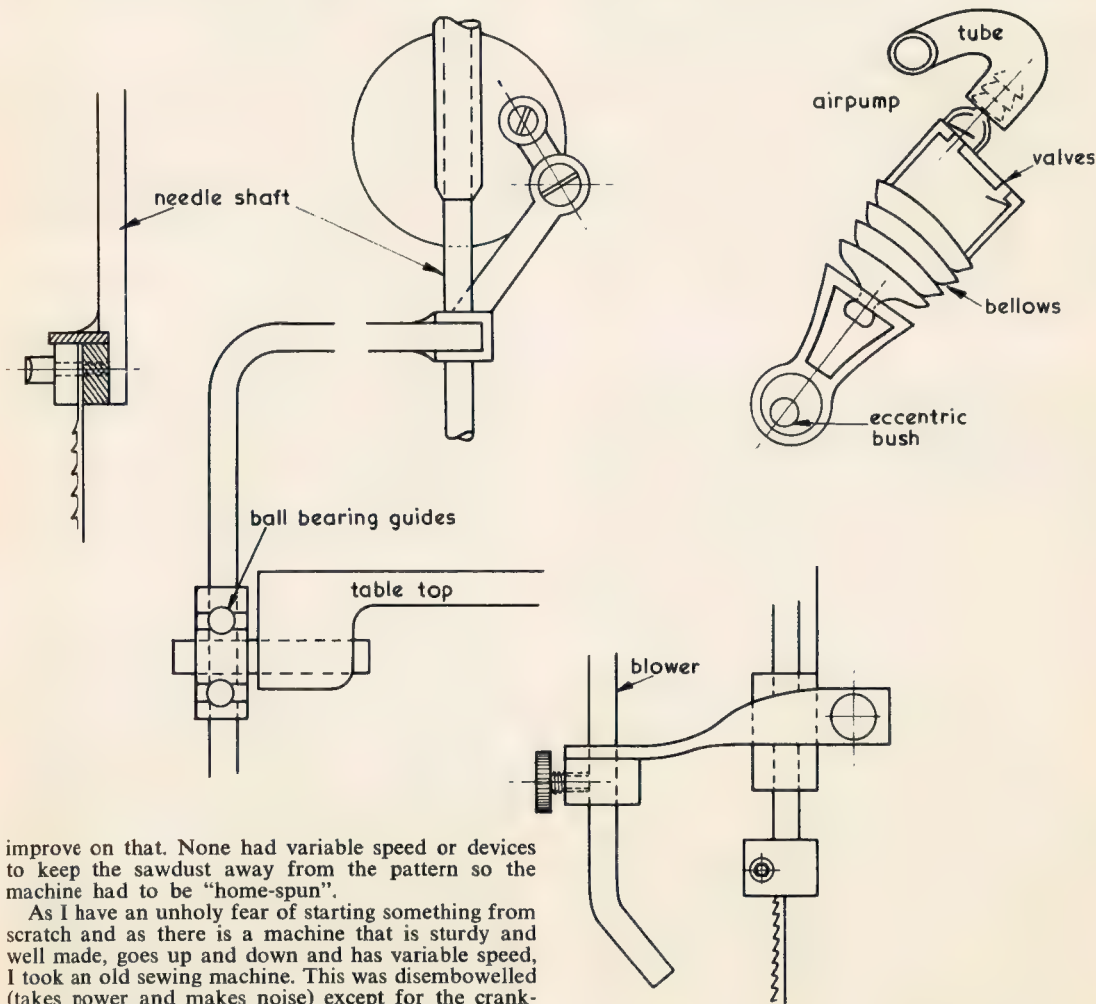 tube
airpump
valves
needle shaft
bellows
eccentric
bush
ball bearing guides
table top
blower
improve on that. None had variable speed or devices
to keep the sawdust away from the pattern so the
machine had to be “home-spun”.
As I have an unholy fear of starting something from
scratch and as there is a machine that is sturdy and
well made, goes up and down and has variable speed,
I took an old sewing machine. This was disembowelled
(takes power and makes noise) except for the crank-